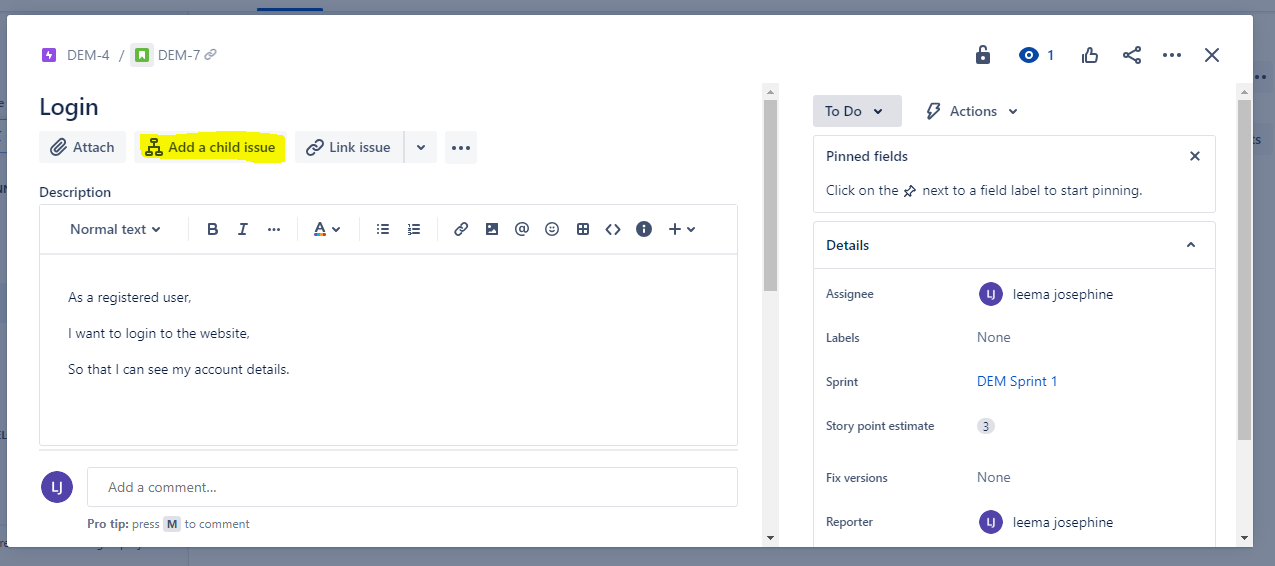 DEM-4 / DEM-7
1
Login
Attach
Add a child issue
Link issue
Description
Normal text
B I A @
As a registered user,
I want to login to the website,
So that I can see my account details.
LJ
Add a comment...
Pro tip: press M to comment
To Do
Actions
Pinned fields
Click on the next to a field label to start pinning.
Details
Assignee
LJ leema josephine
Labels
None
Sprint
DEM Sprint 1
Story point estimate
3
Fix versions
None
Reporter
LJ leema josephine